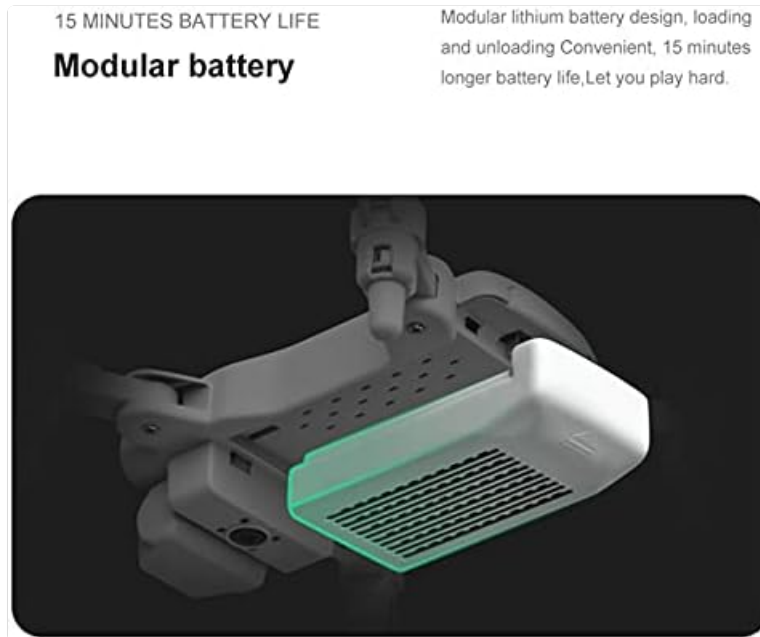 15 MINUTES BATTERY LIFE
Modular battery
Modular lithium battery design, loading
and unloading Convenient, 15 minutes
longer battery life,Let you play hard.